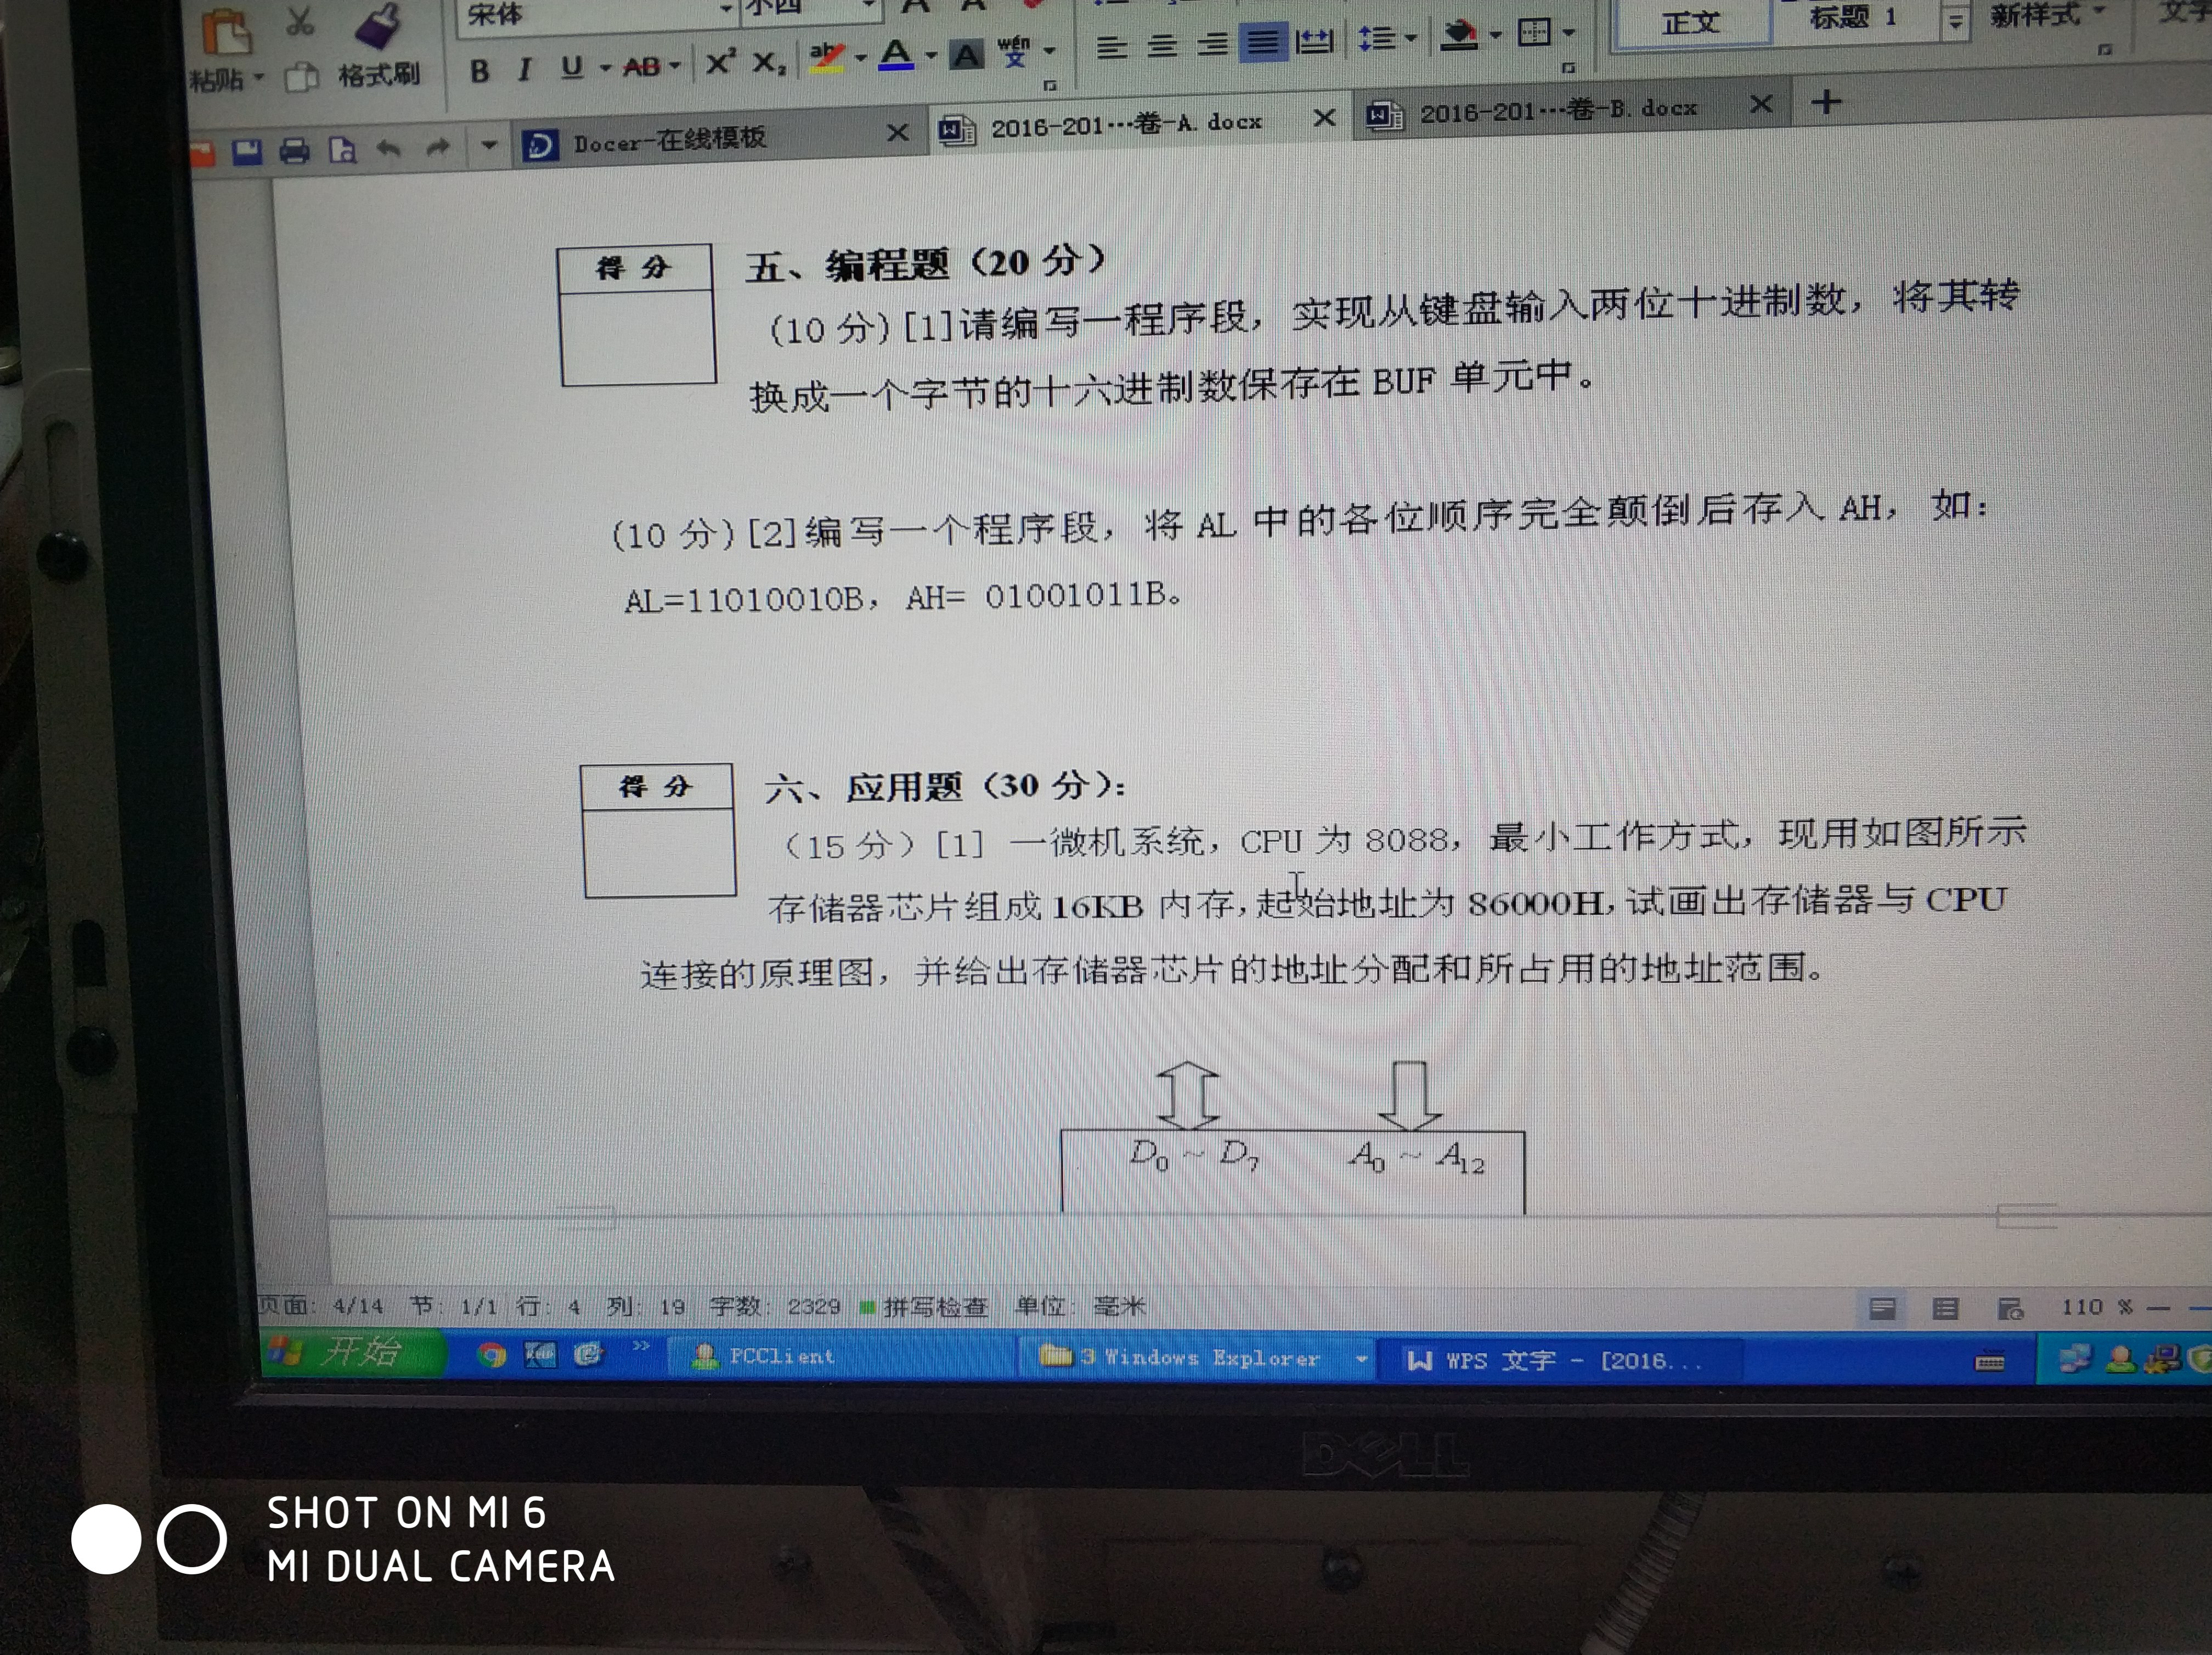 宋体
小四
正文
标题 1
新样式
粘贴
格式刷
B I U AB X² X₂ ab A A wén 文
Docer-在线模板
2016-201···卷-A.docx
2016-201···卷-B.docx
得 分
五、编程题（20 分）
(10 分)[1]请编写一程序段，实现从键盘输入两位十进制数，将其转
换成一个字节的十六进制数保存在 BUF 单元中。
(10 分)[2]编写一个程序段，将 AL 中的各位顺序完全颠倒后存入 AH，如：
AL=11010010B，AH= 01001011B。
得 分
六、应用题（30 分）：
（15 分）[1] 一微机系统，CPU 为 8088，最小工作方式，现用如图所示
存储器芯片组成 16KB 内存，起始地址为 86000H，试画出存储器与 CPU
连接的原理图，并给出存储器芯片的地址分配和所占用的地址范围。
D₀ ~ D₇ A₀ ~ A₁₂
页面: 4/14 节: 1/1 行: 4 列: 19 字数: 2329 拼写检查 单位: 毫米
110 %
开始
PCClient
3 Windows Explorer
WPS 文字 - [2016...
DELL
SHOT ON MI 6
MI DUAL CAMERA